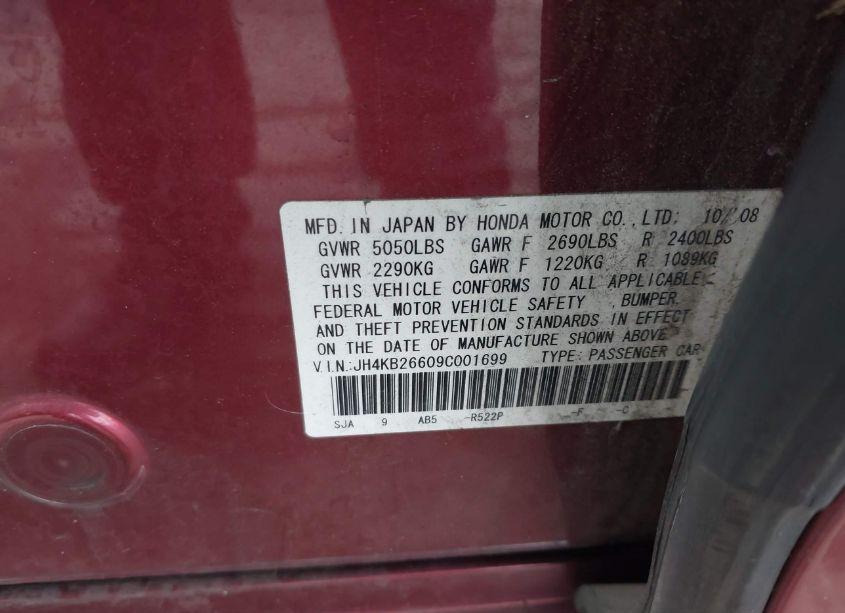 MFD. IN JAPAN BY HONDA MOTOR CO., LTD: 10/'08
GVWR 5050LBS GAWR F 2690LBS R 2400LBS
GVWR 2290KG GAWR F 1220KG R 1089KG
THIS VEHICLE CONFORMS TO ALL APPLICABLE
FEDERAL MOTOR VEHICLE SAFETY , BUMPER,
AND THEFT PREVENTION STANDARDS IN EFFECT
ON THE DATE OF MANUFACTURE SHOWN ABOVE
V.I.N.:JH4KB26609C001699 TYPE: PASSENGER CAR
SJA 9 AB5 -R522P -F -C